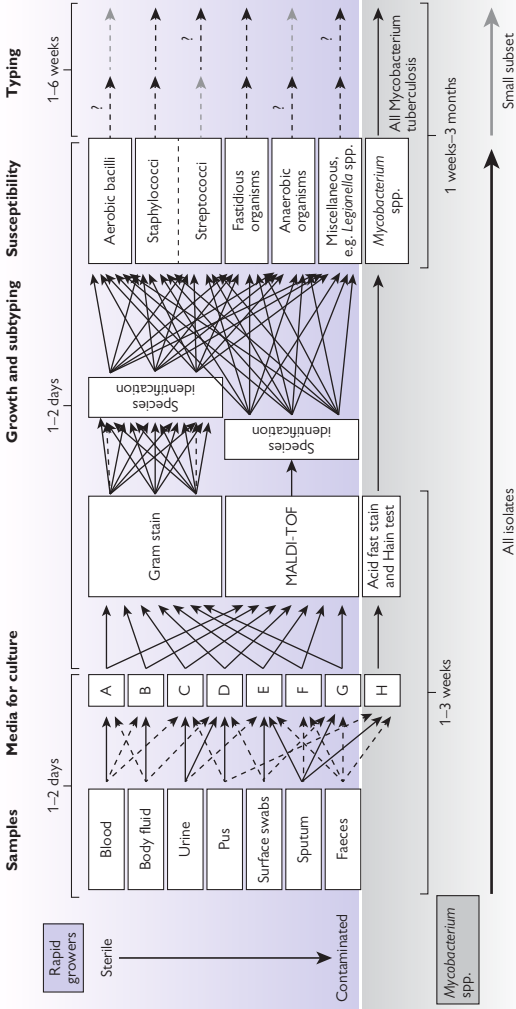 Samples
Media for culture
Growth and subtyping
Susceptibility
Typing
1–2 days
1–2 days
1–6 weeks
Rapid
growers
Sterile
Contaminated
Blood
Body fluid
Urine
Pus
Surface swabs
Sputum
Faeces
A
B
C
D
E
F
G
H
Gram stain
MALDI-TOF
Acid fast stain
and Hain test
Species
identification
Species
identification
Aerobic bacilli
Staphylococci
Streptococci
Fastidious
organisms
Anaerobic
organisms
Miscellaneous,
e.g. Legionella spp.
Mycobacterium
spp.
?
?
?
?
All Mycobacterium
tuberculosis
1–3 weeks
1 weeks–3 months
Mycobacterium
spp.
All isolates
Small subset